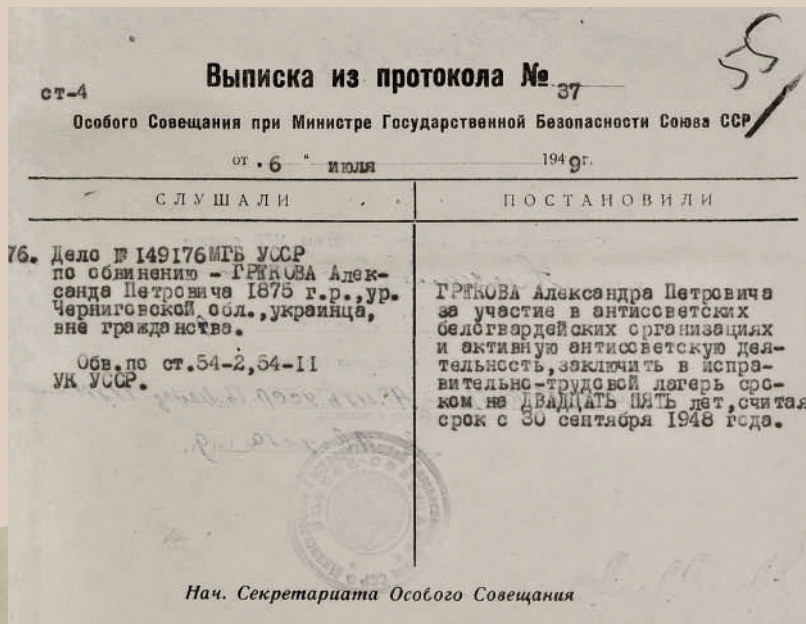 55
Выписка из протокола № 37
ст-4
Особого Совещания при Министре Государственной Безопасности Союза ССР
от „ 6 “ июля 1949г.
СЛУШАЛИ
ПОСТАНОВИЛИ
76. Дело № 149176 МГБ УССР
по обвинению – ГРЕКОВА Алек-
санда Петровича 1875 г.р.,ур.
Черниговской обл.,украинца,
вне гражданства.
Обв.по ст.54-2,54-II
УК УССР.
ГРЕКОВА Александра Петровича
за участие в антисоветских
белогвардейских организациях
и активную антисоветскую дея-
тельность,заключить в испра-
вительно-трудовой лагерь сро-
ком на ДВАДЦАТЬ ПЯТЬ лет,считая
срок с 30 сентября 1948 года.
Нач. Секретариата Особого Совещания